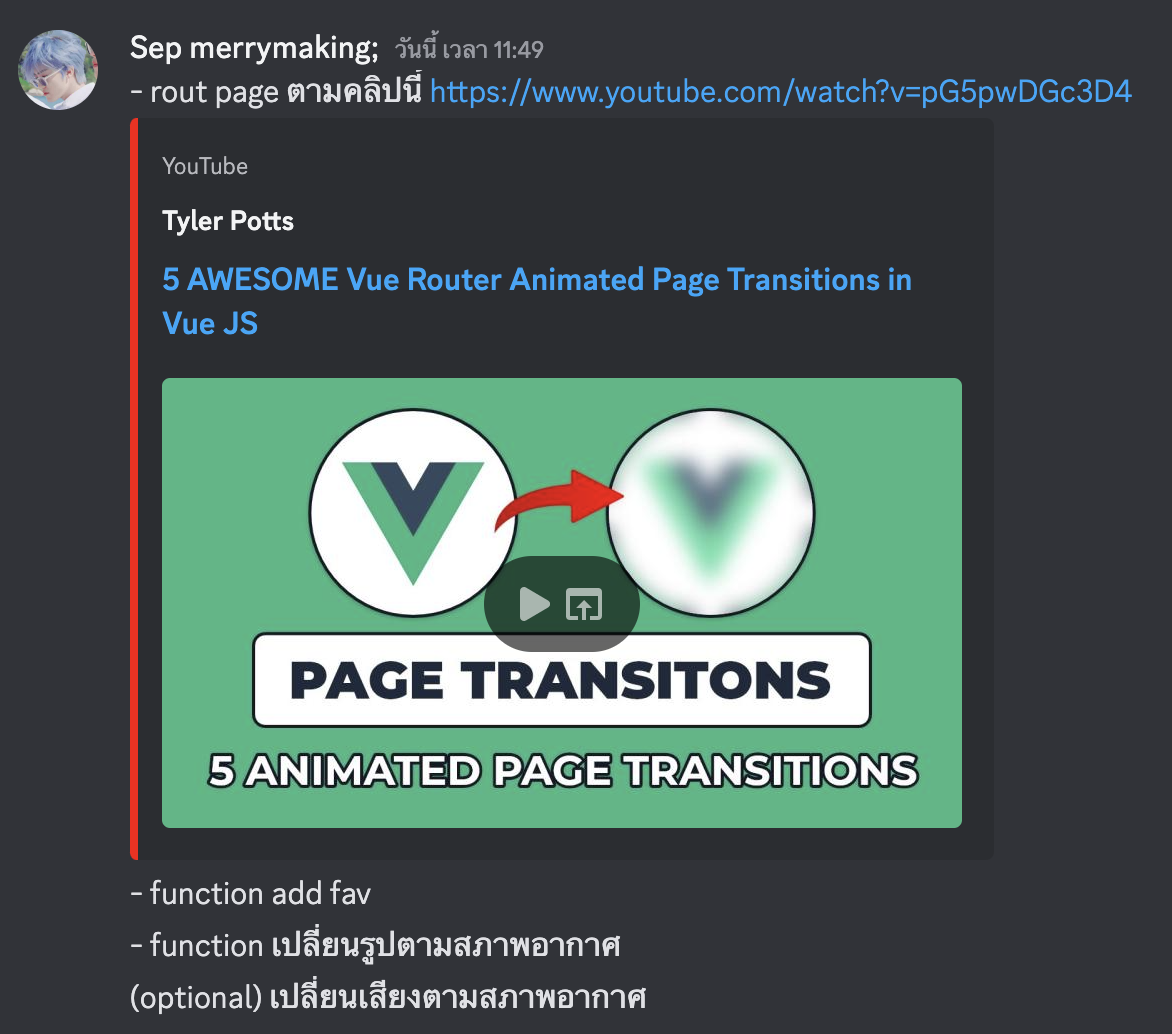 Sep merrymaking; วันนี้ เวลา 11:49
- rout page ตามคลิปนี้ https://www.youtube.com/watch?v=pG5pwDGc3D4
YouTube
Tyler Potts
5 AWESOME Vue Router Animated Page Transitions in
Vue JS
PAGE TRANSITONS
5 ANIMATED PAGE TRANSITIONS
- function add fav
- function เปลี่ยนรูปตามสภาพอากาศ
(optional) เปลี่ยนเสียงตามสภาพอากาศ